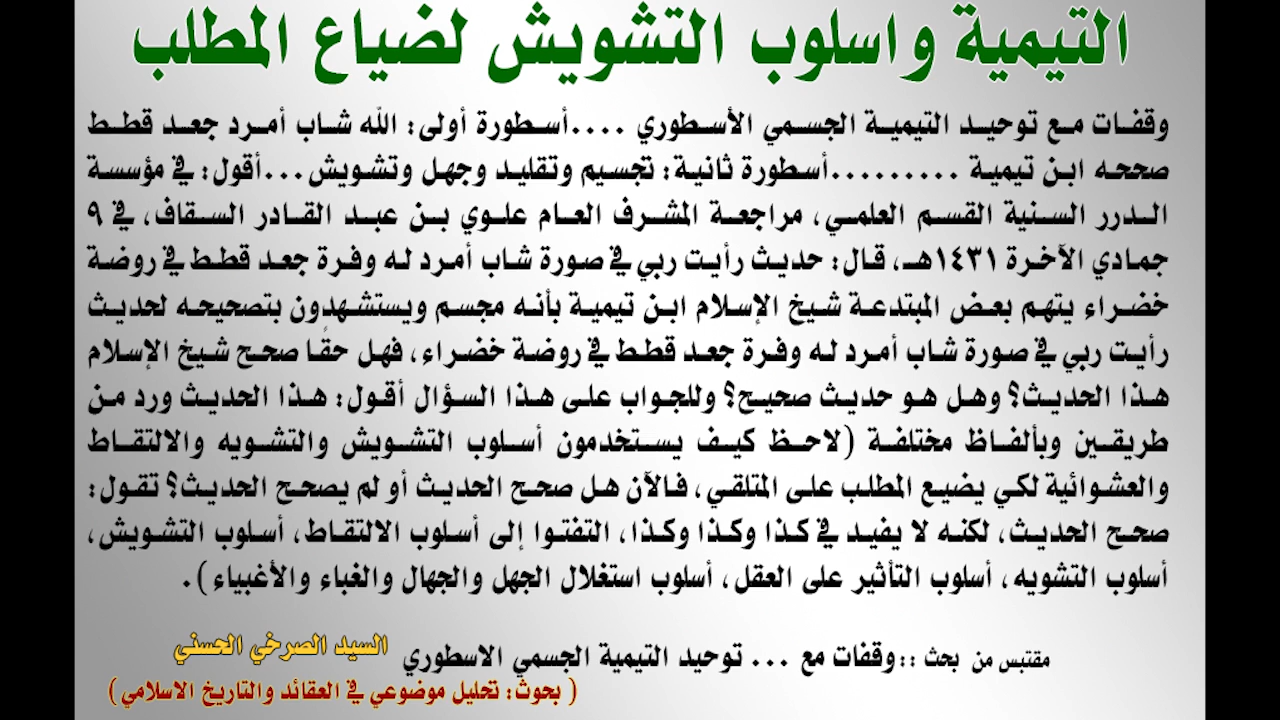 التيمية واسلوب التشويش لضياع المطلب
وقفات مع توحيد التيمية الجسمي الأسطوري ....أسطورة أولى: الله شاب أمرد جعد قطط
صححه ابن تيمية .........أسطورة ثانية: تجسيم وتقليد وجهل وتشويش...أقول: في مؤسسة
الدرر السنية القسم العلمي، مراجعة المشرف العام علوي بن عبد القادر السقاف، في ٩
جمادي الآخرة ١٤٣١هـ، قال: حديث رأيت ربي في صورة شاب أمرد له وفرة جعد قطط في روضة
خضراء يتهم بعض المبتدعة شيخ الإسلام ابن تيمية بأنه مجسم ويستشهدون بتصحيحه لحديث
رأيت ربي في صورة شاب أمرد له وفرة جعد قطط في روضة خضراء، فهل حقًا صحح شيخ الإسلام
هذا الحديث؟ وهل هو حديث صحيح؟ وللجواب على هذا السؤال أقول: هذا الحديث ورد من
طريقين وبألفاظ مختلفة (لاحظ كيف يستخدمون أسلوب التشويش والتشويه والالتقاط
والعشوائية لكي يضيع المطلب على المتلقي، فالآن هل صحح الحديث أو لم يصحح الحديث؟ تقول:
صحح الحديث، لكنه لا يفيد في كذا وكذا وكذا، التفتوا إلى أسلوب الالتقاط، أسلوب التشويش،
أسلوب التشويه، أسلوب التأثير على العقل، أسلوب استغلال الجهل والجهال والغباء والأغبياء).
مقتبس من بحث :: وقفات مع ... توحيد التيمية الجسمي الاسطوري
السيد الصرخي الحسني
( بحوث: تحليل موضوعي في العقائد والتاريخ الاسلامي)